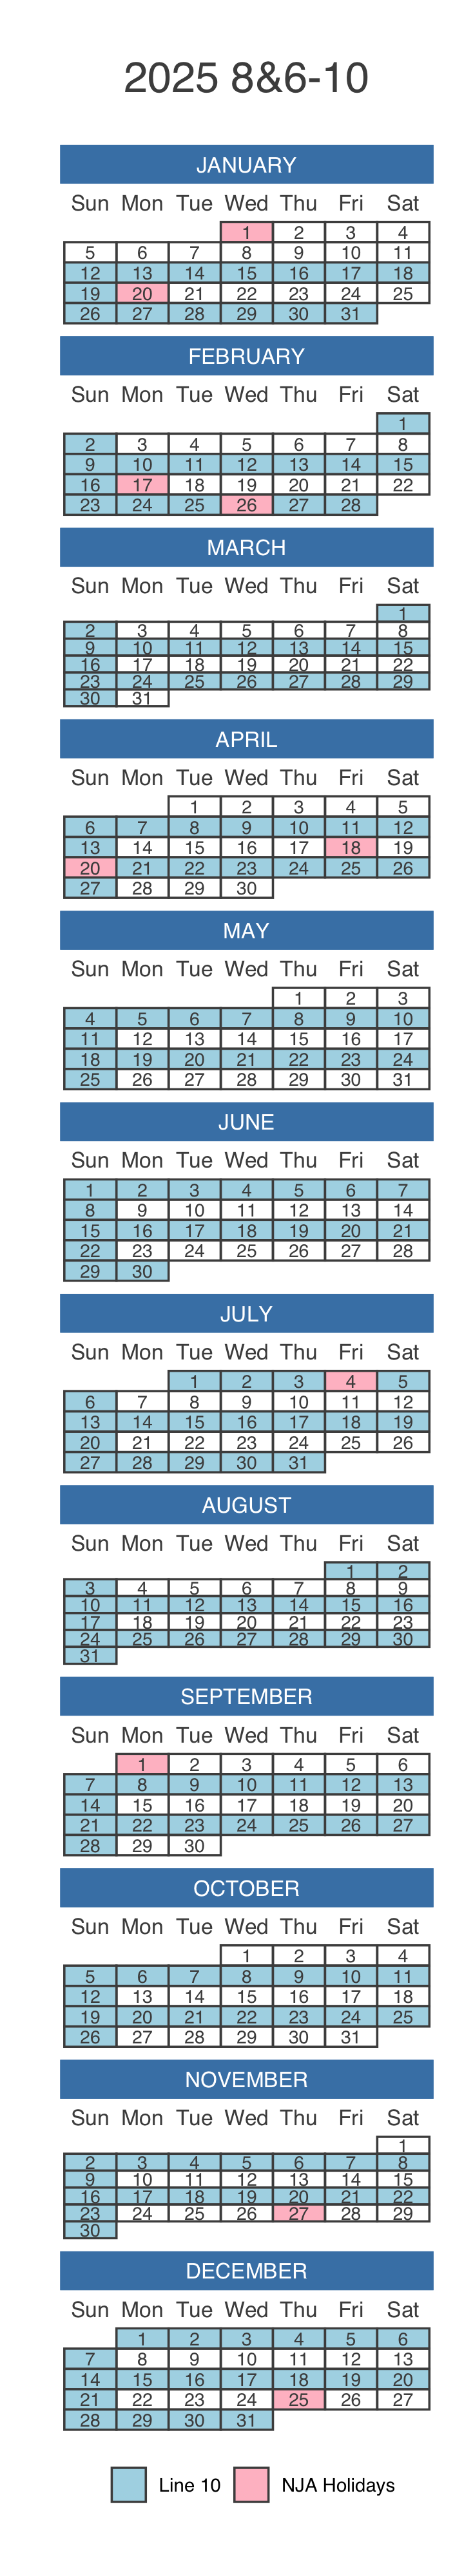 2025 8&6-10
JANUARY
Sun Mon Tue Wed Thu Fri Sat
1 2 3 4
5 6 7 8 9 10 11
12 13 14 15 16 17 18
19 20 21 22 23 24 25
26 27 28 29 30 31
FEBRUARY
Sun Mon Tue Wed Thu Fri Sat
1
2 3 4 5 6 7 8
9 10 11 12 13 14 15
16 17 18 19 20 21 22
23 24 25 26 27 28
MARCH
Sun Mon Tue Wed Thu Fri Sat
1
2 3 4 5 6 7 8
9 10 11 12 13 14 15
16 17 18 19 20 21 22
23 24 25 26 27 28 29
30 31
APRIL
Sun Mon Tue Wed Thu Fri Sat
1 2 3 4 5
6 7 8 9 10 11 12
13 14 15 16 17 18 19
20 21 22 23 24 25 26
27 28 29 30
MAY
Sun Mon Tue Wed Thu Fri Sat
1 2 3
4 5 6 7 8 9 10
11 12 13 14 15 16 17
18 19 20 21 22 23 24
25 26 27 28 29 30 31
JUNE
Sun Mon Tue Wed Thu Fri Sat
1 2 3 4 5 6 7
8 9 10 11 12 13 14
15 16 17 18 19 20 21
22 23 24 25 26 27 28
29 30
JULY
Sun Mon Tue Wed Thu Fri Sat
1 2 3 4 5
6 7 8 9 10 11 12
13 14 15 16 17 18 19
20 21 22 23 24 25 26
27 28 29 30 31
AUGUST
Sun Mon Tue Wed Thu Fri Sat
1 2
3 4 5 6 7 8 9
10 11 12 13 14 15 16
17 18 19 20 21 22 23
24 25 26 27 28 29 30
31
SEPTEMBER
Sun Mon Tue Wed Thu Fri Sat
1 2 3 4 5 6
7 8 9 10 11 12 13
14 15 16 17 18 19 20
21 22 23 24 25 26 27
28 29 30
OCTOBER
Sun Mon Tue Wed Thu Fri Sat
1 2 3 4
5 6 7 8 9 10 11
12 13 14 15 16 17 18
19 20 21 22 23 24 25
26 27 28 29 30 31
NOVEMBER
Sun Mon Tue Wed Thu Fri Sat
1
2 3 4 5 6 7 8
9 10 11 12 13 14 15
16 17 18 19 20 21 22
23 24 25 26 27 28 29
30
DECEMBER
Sun Mon Tue Wed Thu Fri Sat
1 2 3 4 5 6
7 8 9 10 11 12 13
14 15 16 17 18 19 20
21 22 23 24 25 26 27
28 29 30 31
Line 10 NJA Holidays